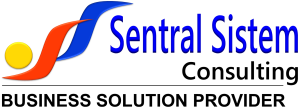 Sentral Sistem
Consulting
BUSINESS SOLUTION PROVIDER